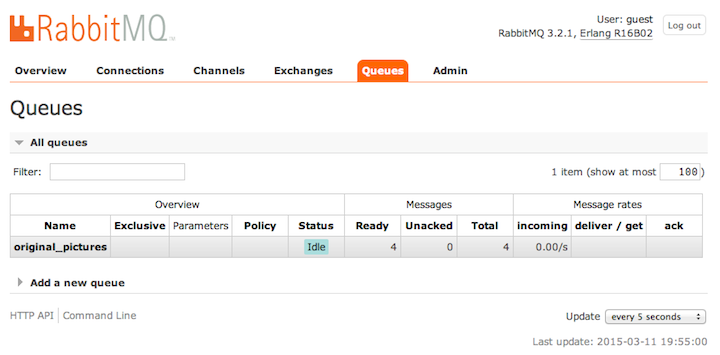 RabbitMQ™
User: guest
RabbitMQ 3.2.1, Erlang R16B02
Log out
Overview Connections Channels Exchanges Queues Admin
Queues
All queues
Filter: 1 item (show at most 100)
Overview Messages Message rates
Name Exclusive Parameters Policy Status Ready Unacked Total incoming deliver / get ack
original_pictures Idle 4 0 4 0.00/s
Add a new queue
HTTP API Command Line Update every 5 seconds
Last update: 2015-03-11 19:55:00